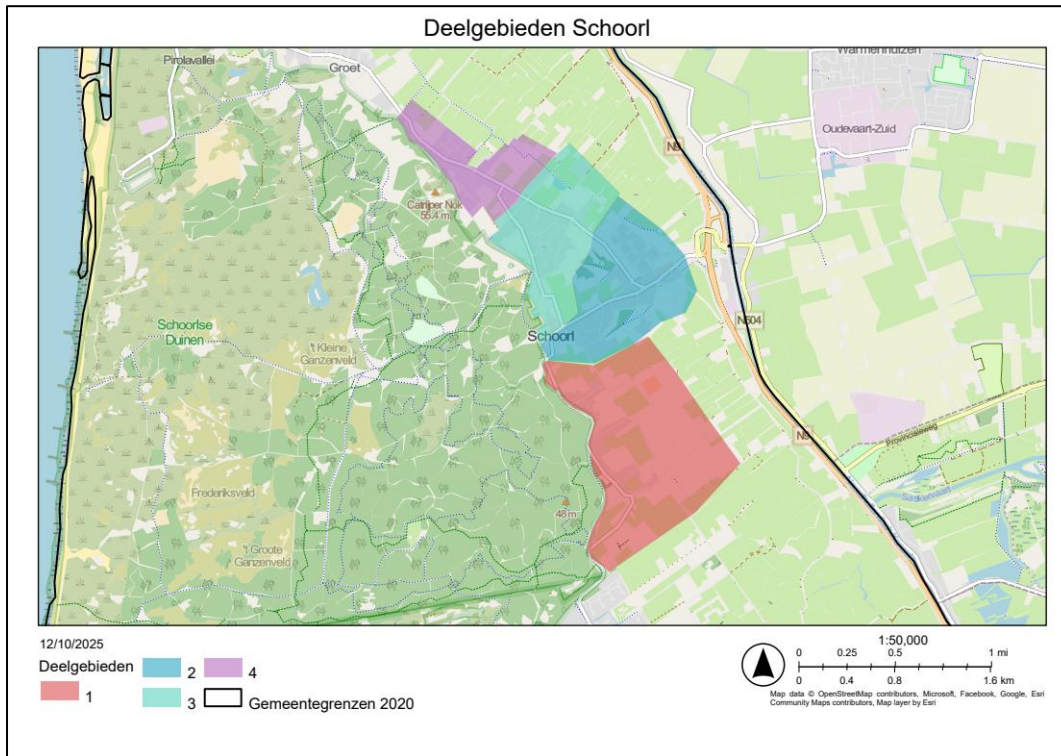 Deelgebieden Schoorl
Pirolavallei
Groet
Warmenhuizen
Oudevaart-Zuid
N9
Catrijper Nok
55.4 m
N504
Schoorlse
Duinen
Schoorl
't Kleine
Ganzenveld
N9
Provincialeweg
Frederiksveld
48 m
't Groote
Ganzenveld
12/10/2025
Deelgebieden
1
2
3
4
Gemeentegrenzen 2020
1:50,000
0 0.25 0.5 1 mi
0 0.4 0.8 1.6 km
Map data © OpenStreetMap contributors, Microsoft, Facebook, Google, Esri
Community Maps contributors, Map layer by Esri